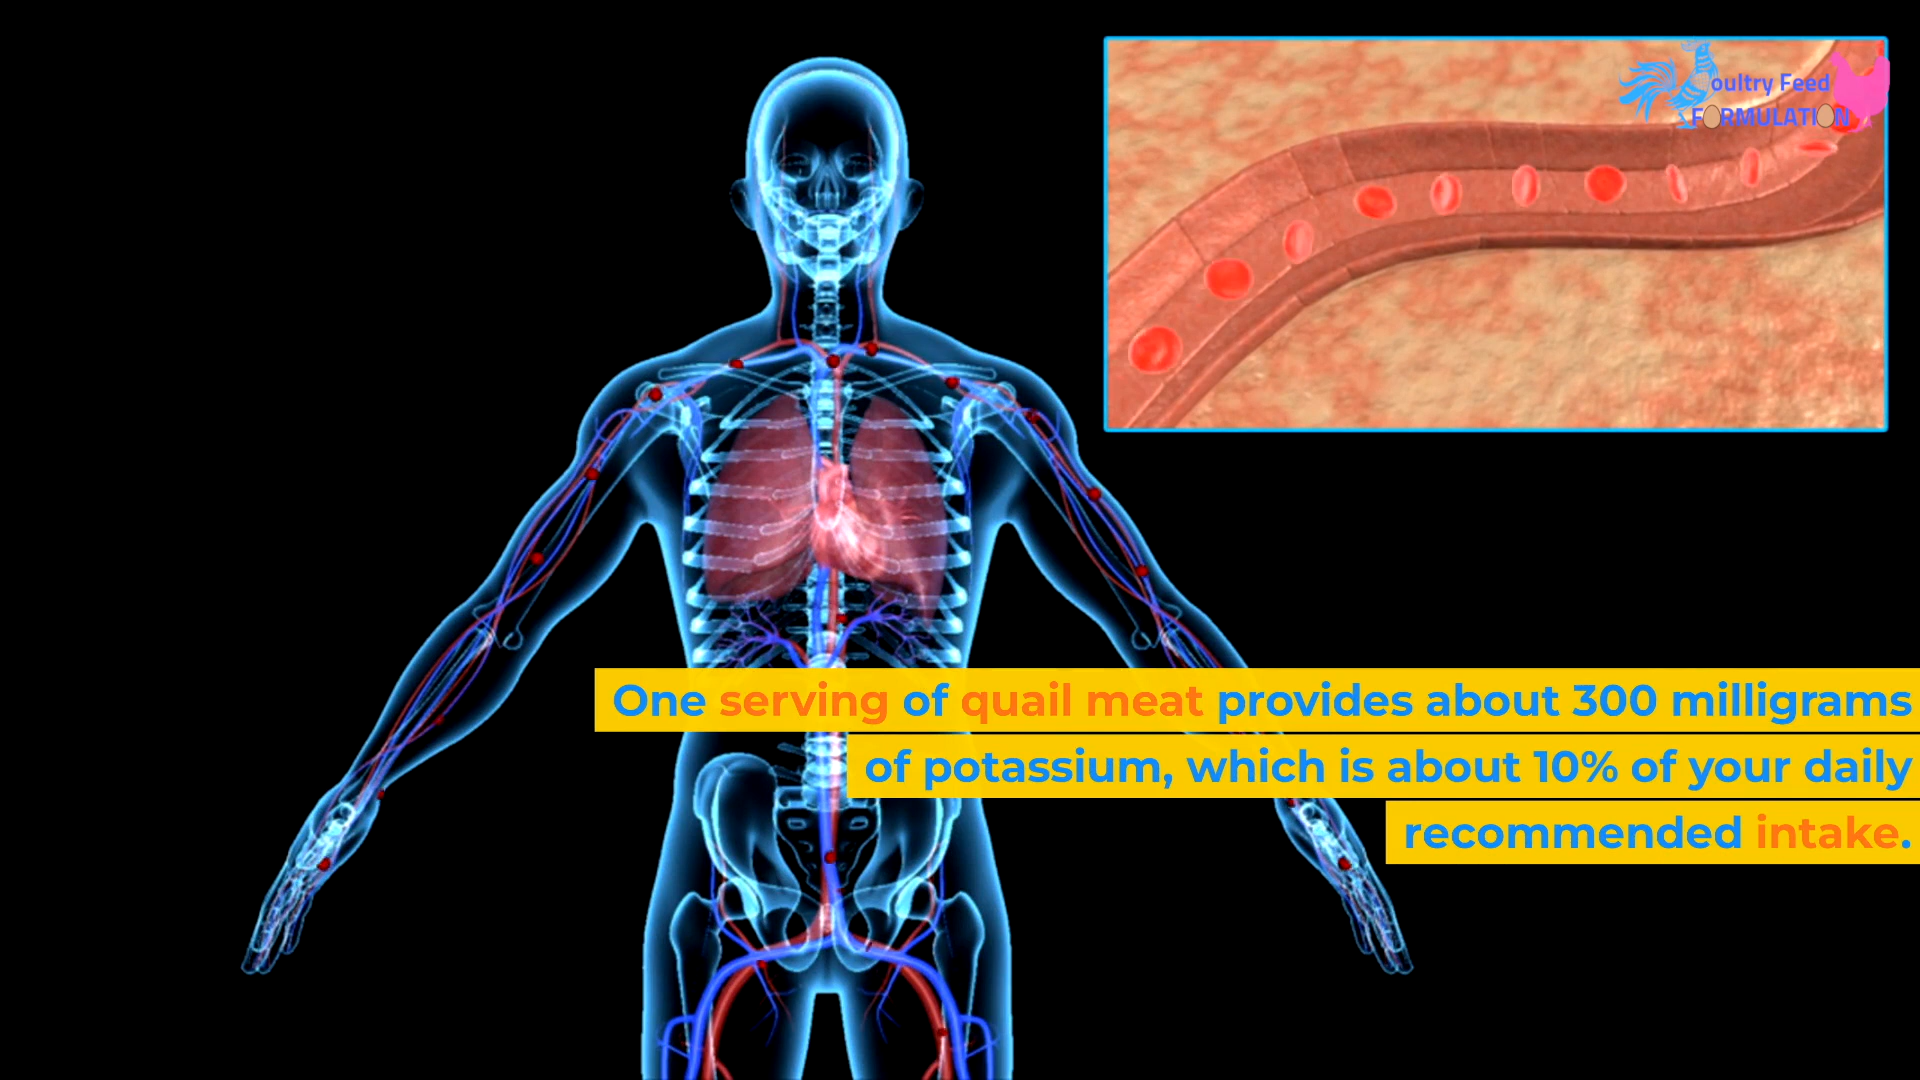 oultry Feed
FORMULATION
One serving of quail meat provides about 300 milligrams
of potassium, which is about 10% of your daily
recommended intake.